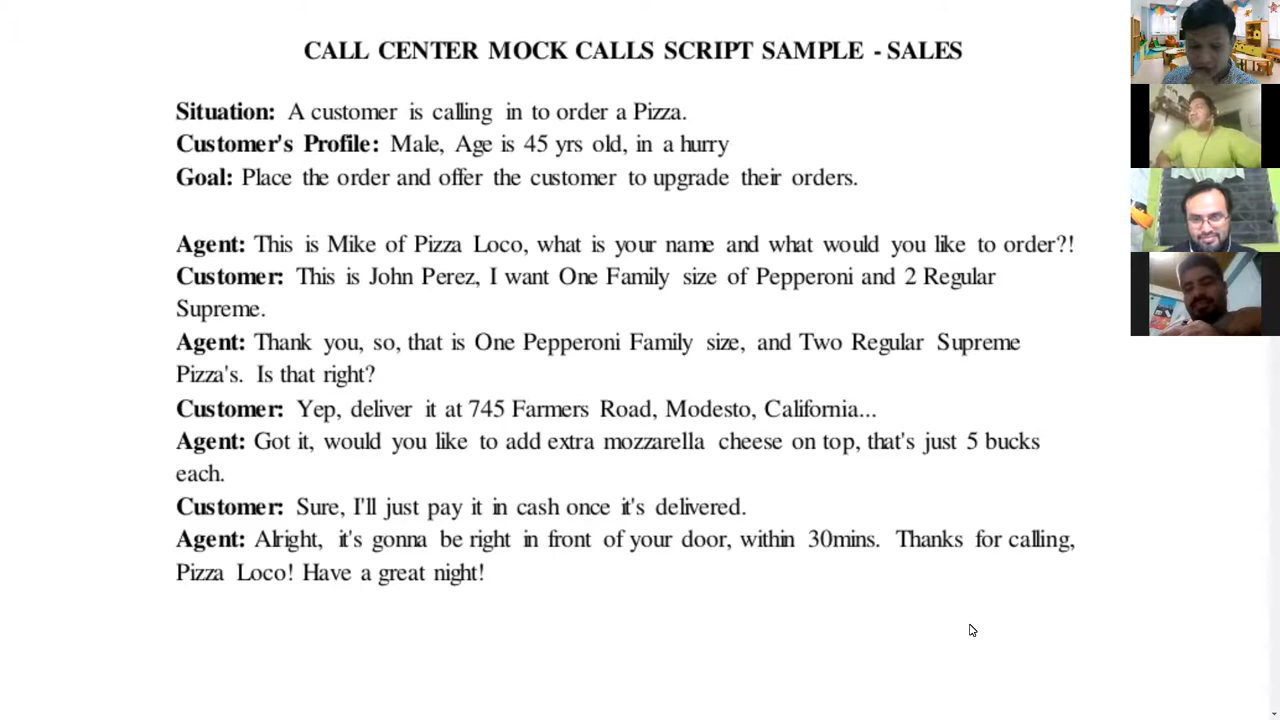 CALL CENTER MOCK CALLS SCRIPT SAMPLE - SALES
Situation: A customer is calling in to order a Pizza.
Customer's Profile: Male, Age is 45 yrs old, in a hurry
Goal: Place the order and offer the customer to upgrade their orders.
Agent: This is Mike of Pizza Loco, what is your name and what would you like to order?!
Customer: This is John Perez, I want One Family size of Pepperoni and 2 Regular
Supreme.
Agent: Thank you, so, that is One Pepperoni Family size, and Two Regular Supreme
Pizza's. Is that right?
Customer: Yep, deliver it at 745 Farmers Road, Modesto, California...
Agent: Got it, would you like to add extra mozzarella cheese on top, that's just 5 bucks
each.
Customer: Sure, I'll just pay it in cash once it's delivered.
Agent: Alright, it's gonna be right in front of your door, within 30mins. Thanks for calling,
Pizza Loco! Have a great night!